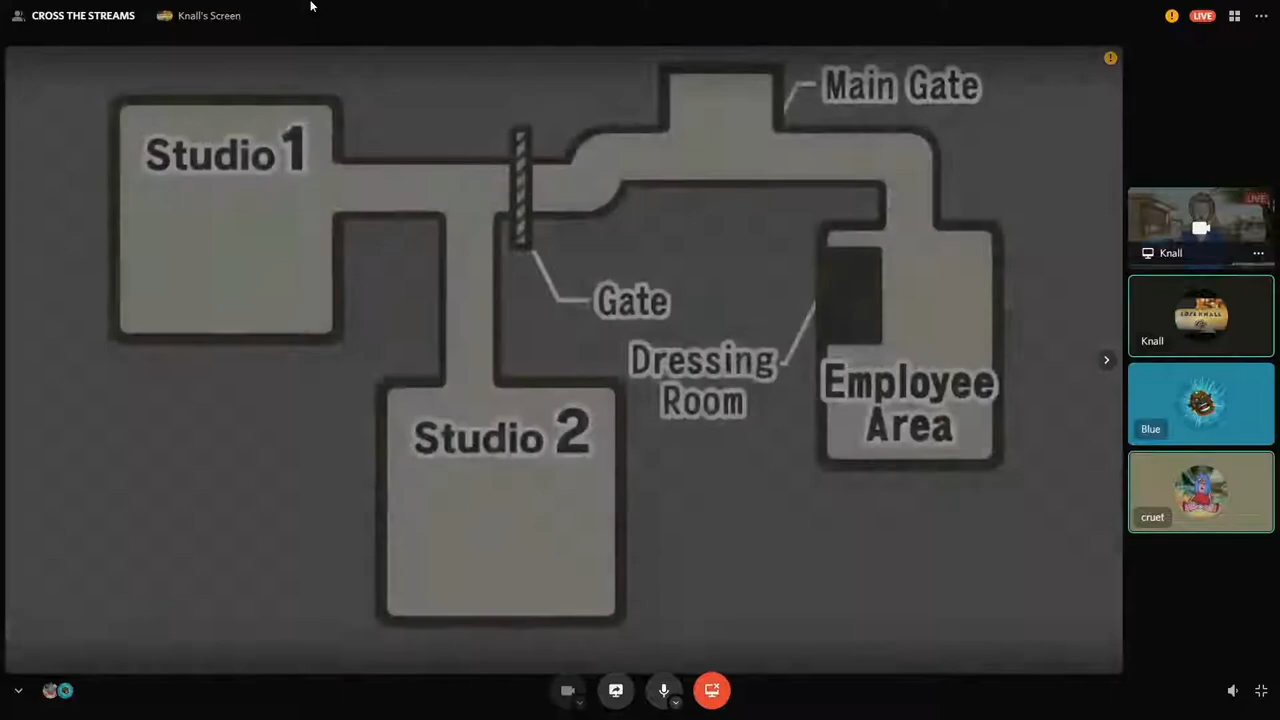 CROSS THE STREAMS
Knall's Screen
LIVE
Main Gate
Studio 1
Gate
Dressing
Room
Employee
Area
Studio 2
LIVE
Knall
Knall
Blue
cruet